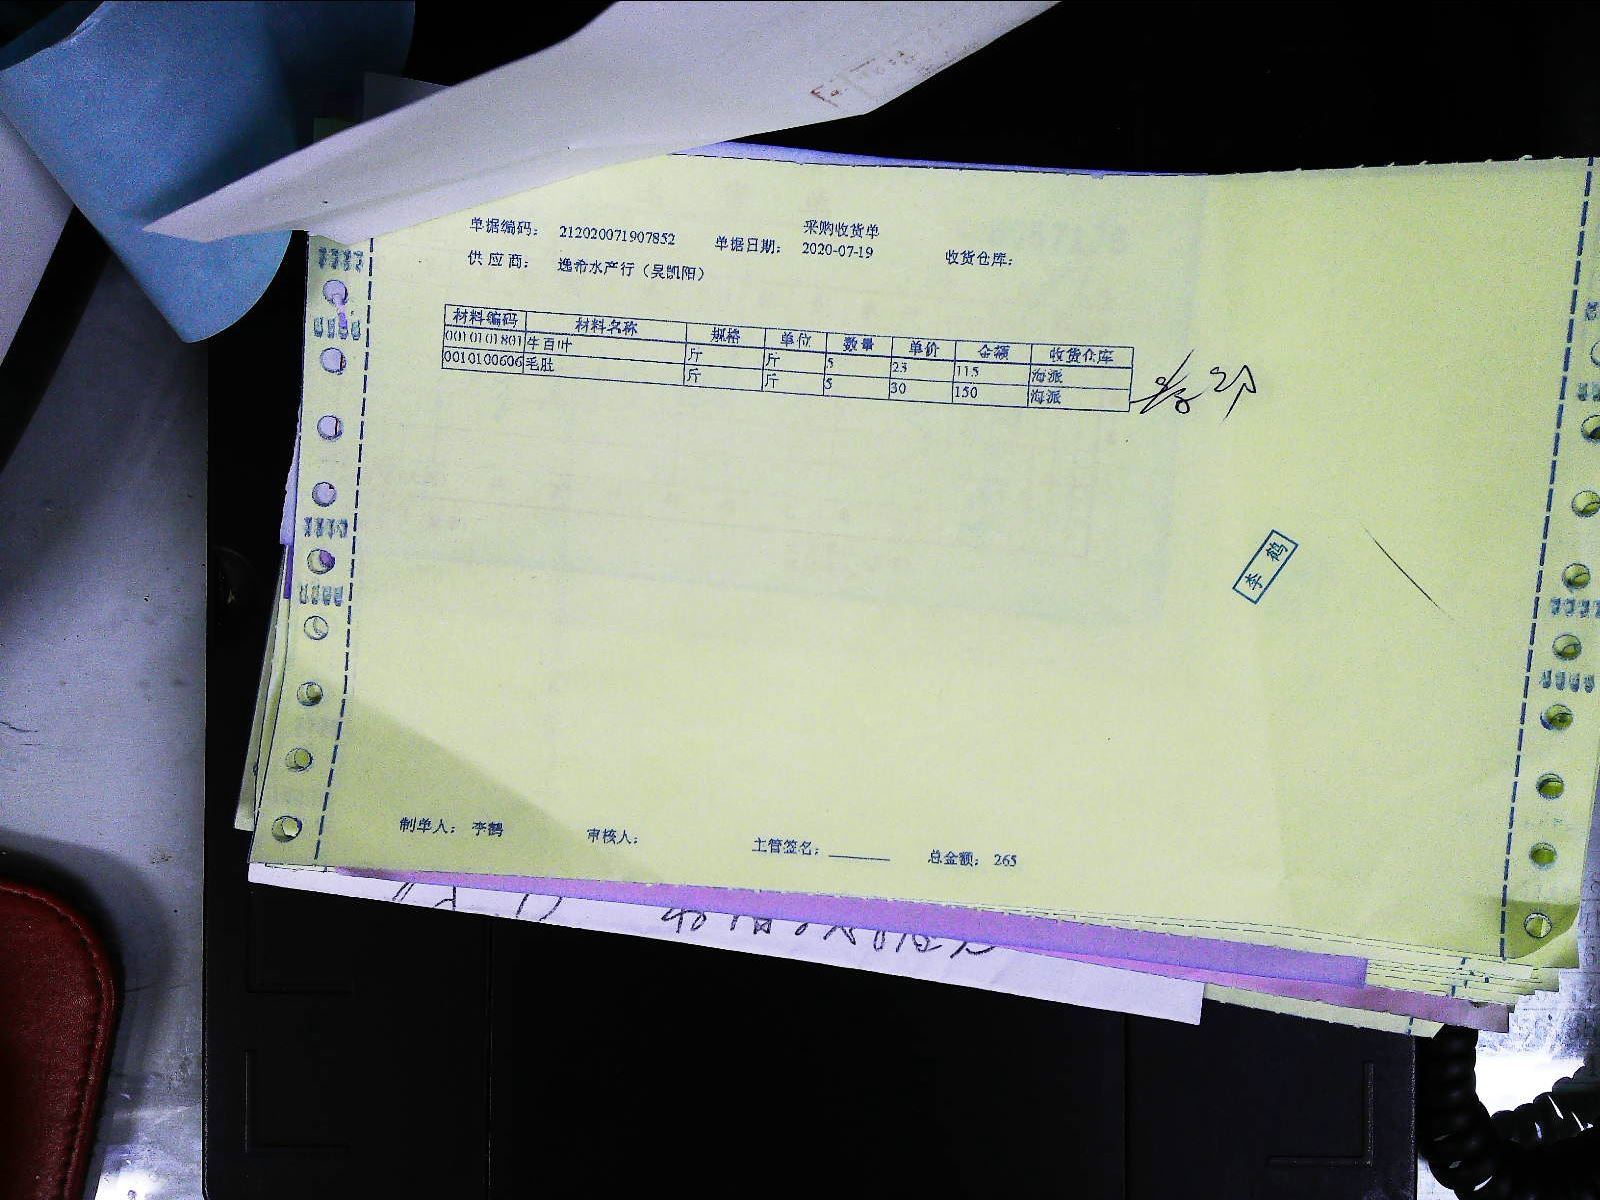 采购收货单
单据编码： 212020071907852 单据日期： 2020-07-19 收货仓库：
供 应 商： 逸希水产行（吴凯阳）
材料编码 材料名称 规格 单位 数量 单价 金额 收货仓库
0010101801 牛百叶 斤 斤 5 23 115 海派
0010100606 毛肚 斤 斤 5 30 150 海派
李 鹤
制单人： 李鹤 审核人： 主管签名：______ 总金额： 265